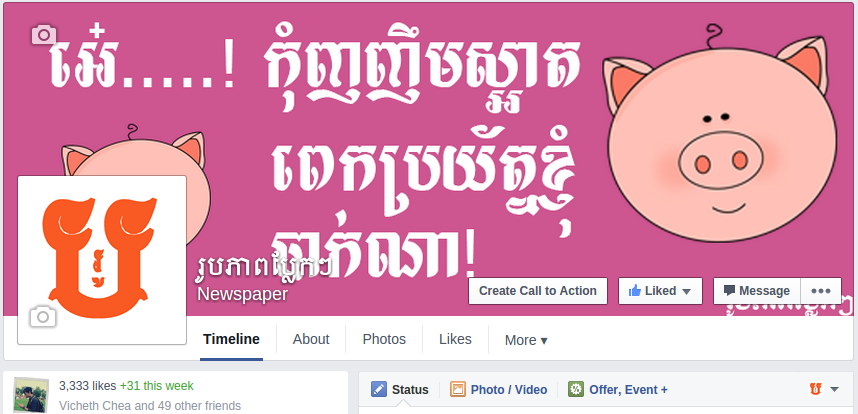 អេ៎.....! កុំញញឹមស្អាត
ពេកប្រយ័ត្នខ្ញុំ
ធ្លាក់ណា!
រូបភាពប្លែកៗ
Newspaper
Create Call to Action
Liked
Message
Timeline
About
Photos
Likes
More
3,333 likes +31 this week
Vicheth Chea and 49 other friends
Status
Photo / Video
Offer, Event +